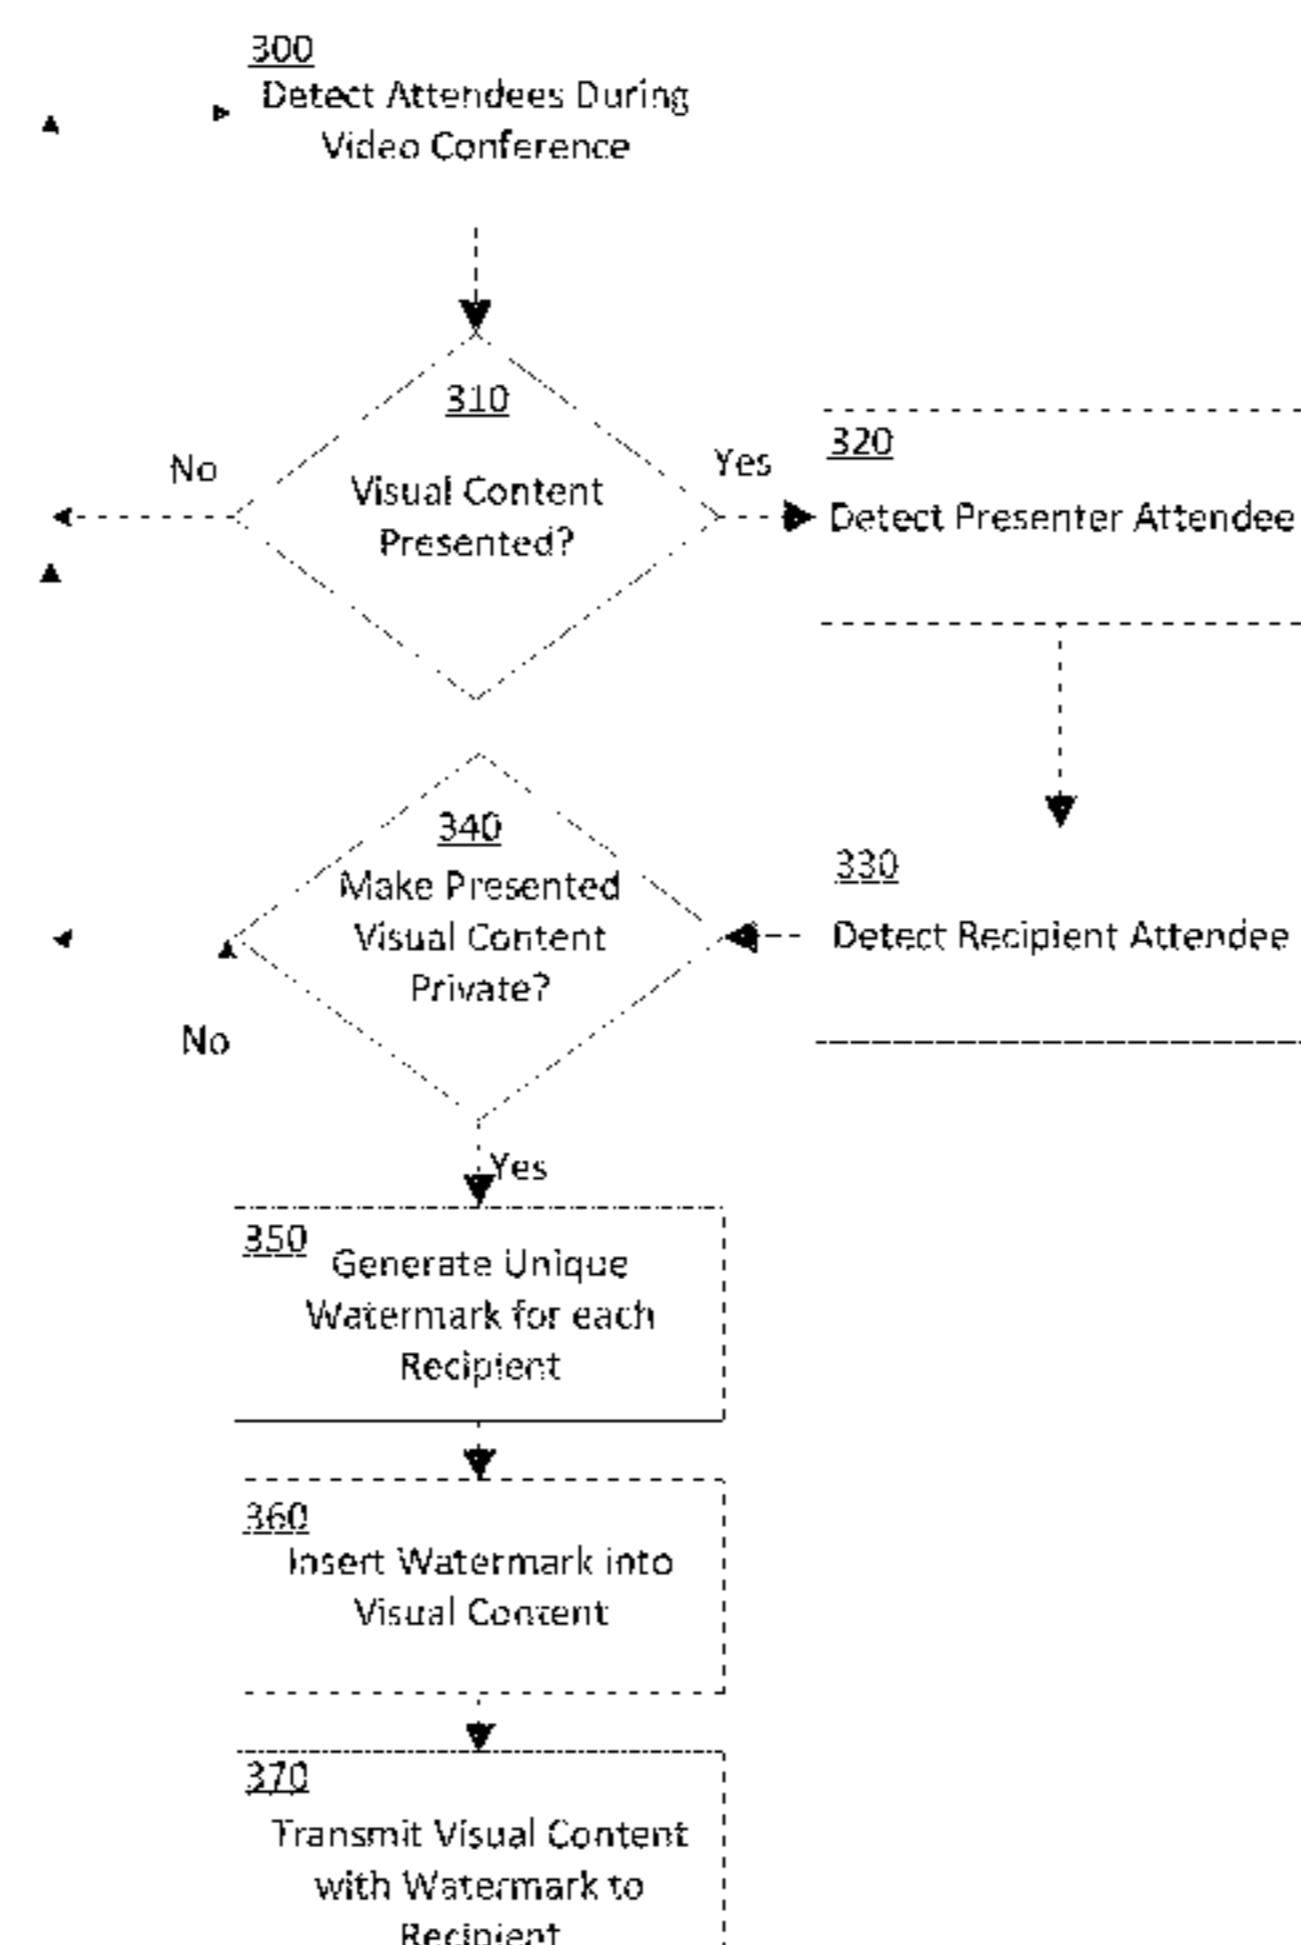 300
Detect Attendees During
Video Conference
310
Visual Content
Presented?
No
Yes
320
Detect Presenter Attendee
330
Detect Recipient Attendee
340
Make Presented
Visual Content
Private?
No
Yes
350
Generate Unique
Watermark for each
Recipient
360
Insert Watermark into
Visual Content
370
Transmit Visual Content
with Watermark to
Recipient